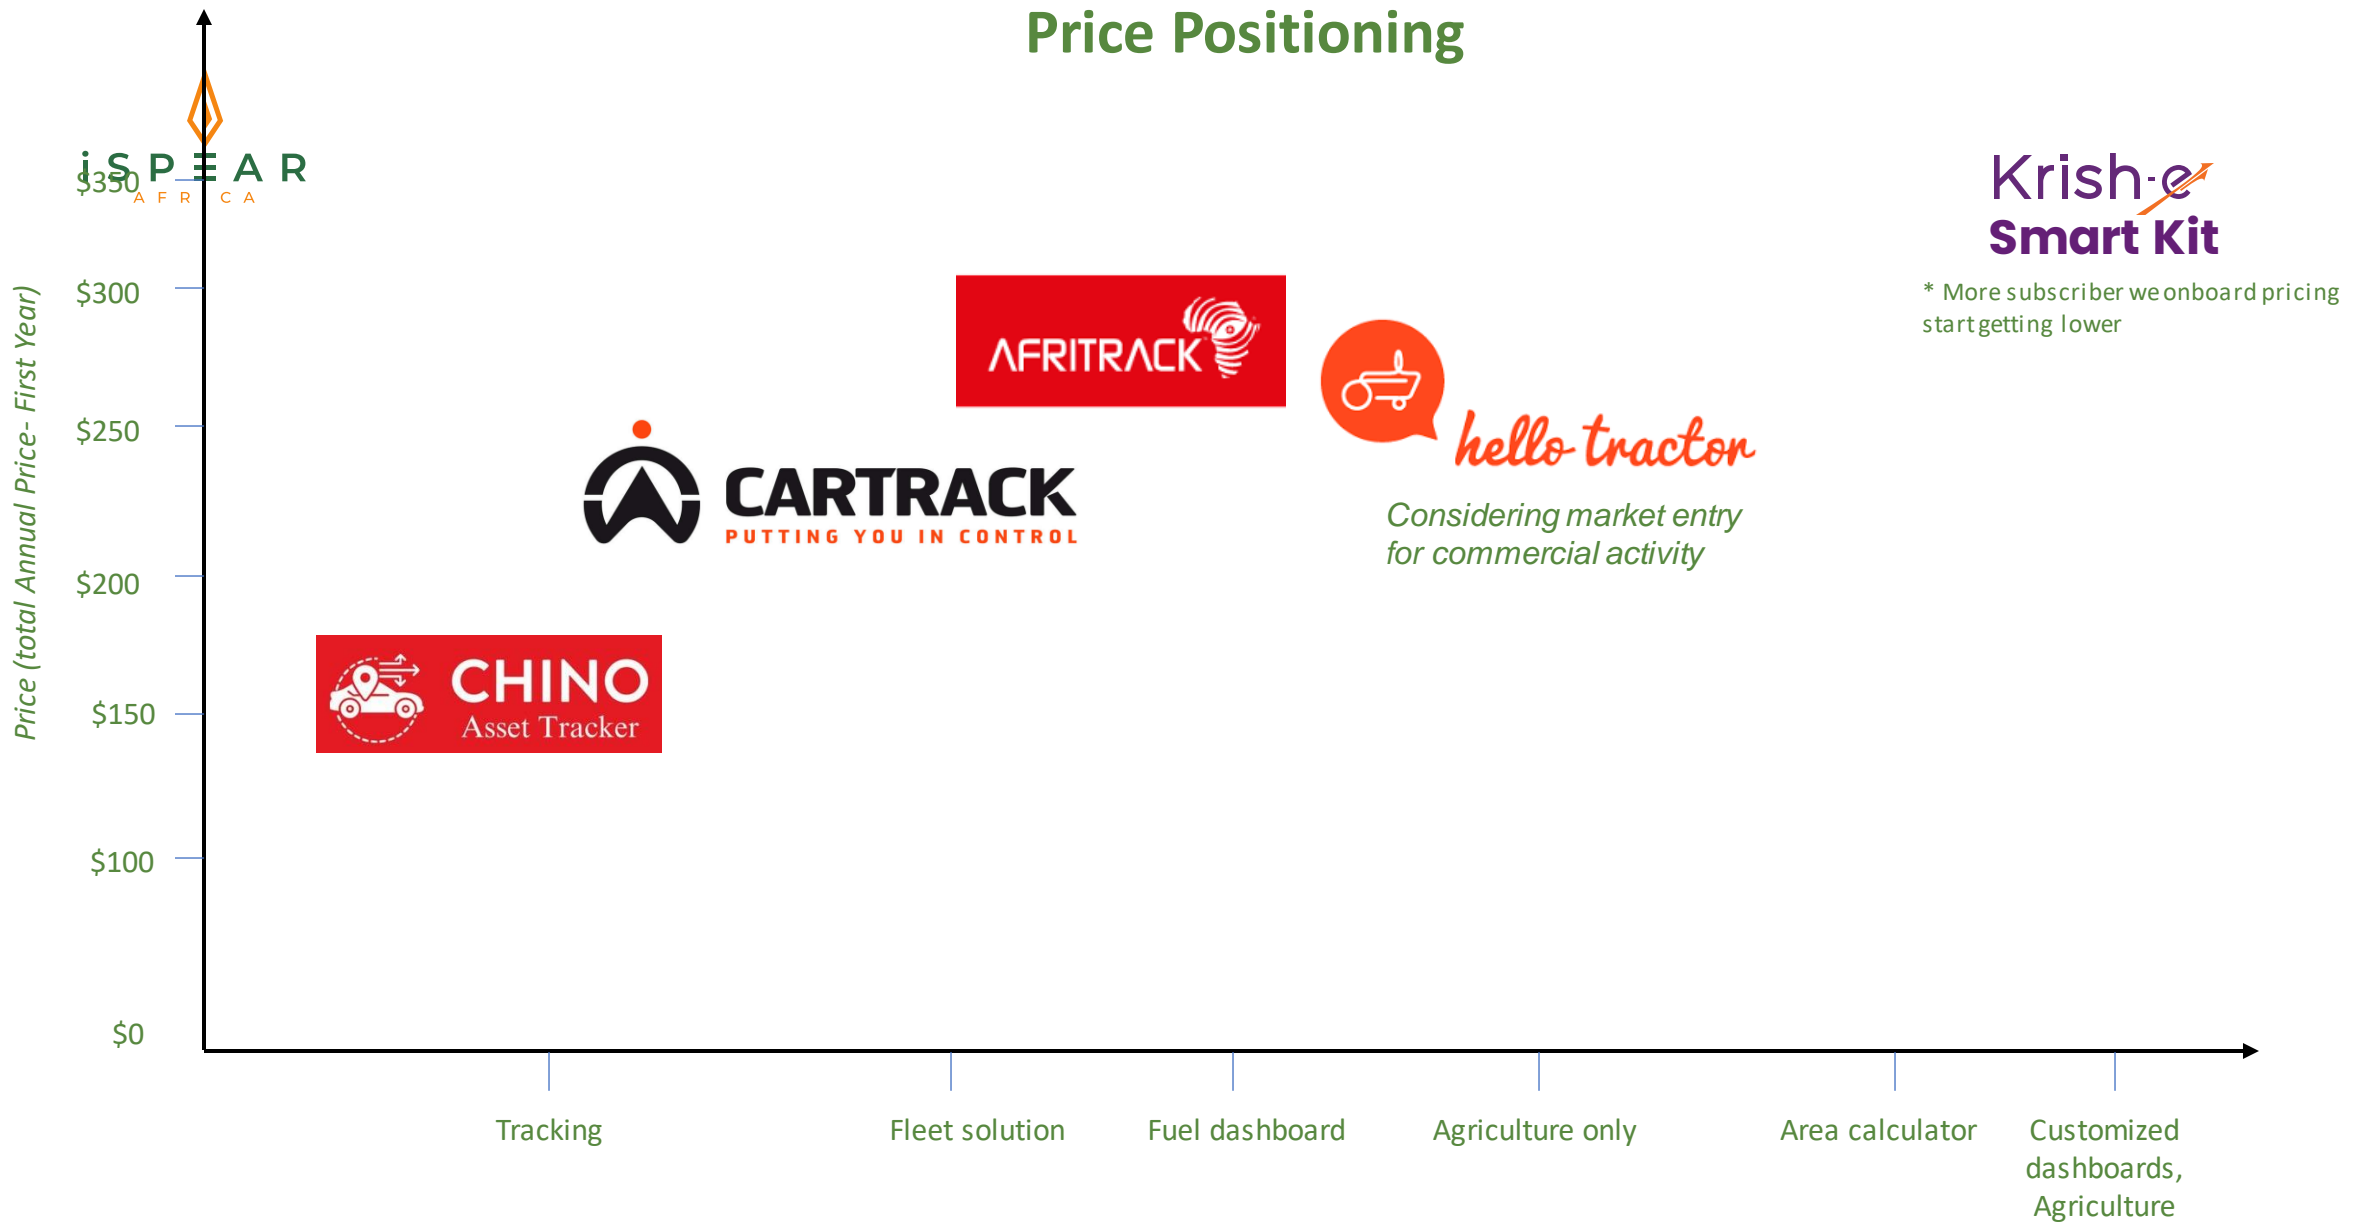 Price Positioning
iSPEAR
AFRICA
$350
Krish-e
Smart Kit
* More subscriber we onboard pricing
start getting lower
$300
AFRITRACK
$250
hello tractor
CARTRACK
PUTTING YOU IN CONTROL
Considering market entry
for commercial activity
$200
Price (total Annual Price- First Year)
CHINO
Asset Tracker
$150
$100
$0
Tracking
Fleet solution
Fuel dashboard
Agriculture only
Area calculator
Customized
dashboards,
Agriculture